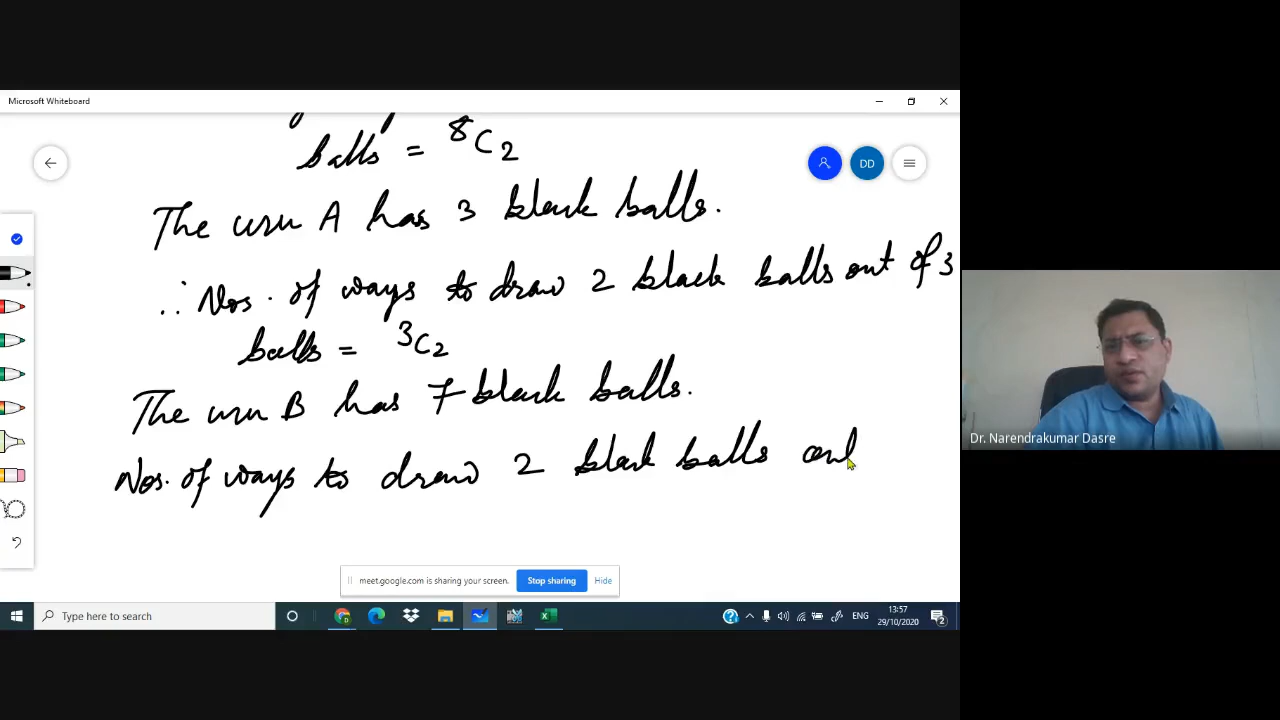 Microsoft Whiteboard
balls = ⁸C₂
DD
The urn A has 3 black balls.
∴ Nos. of ways to draw 2 black balls out of 3
balls = ³C₂
The urn B has 7 black balls.
Nos. of ways to draw 2 black balls out
Dr. Narendrakumar Dasre
meet.google.com is sharing your screen.
Stop sharing
Hide
Type here to search
ENG
13:57
29/10/2020
2